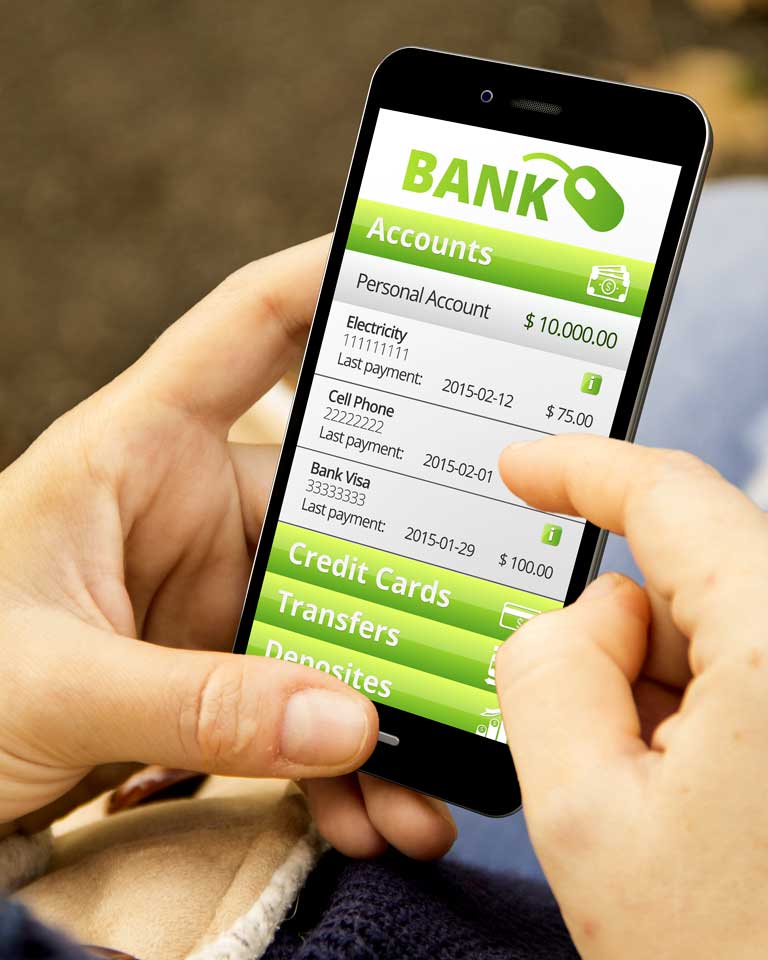 BANK
Accounts
Personal Account $ 10.000.00
Electricity
111111111
Last payment: 2015-02-12 $ 75.00
Cell Phone
22222222
Last payment: 2015-02-01
Bank Visa
33333333
Last payment: 2015-01-29 $ 100.00
Credit Cards
Transfers
Deposites